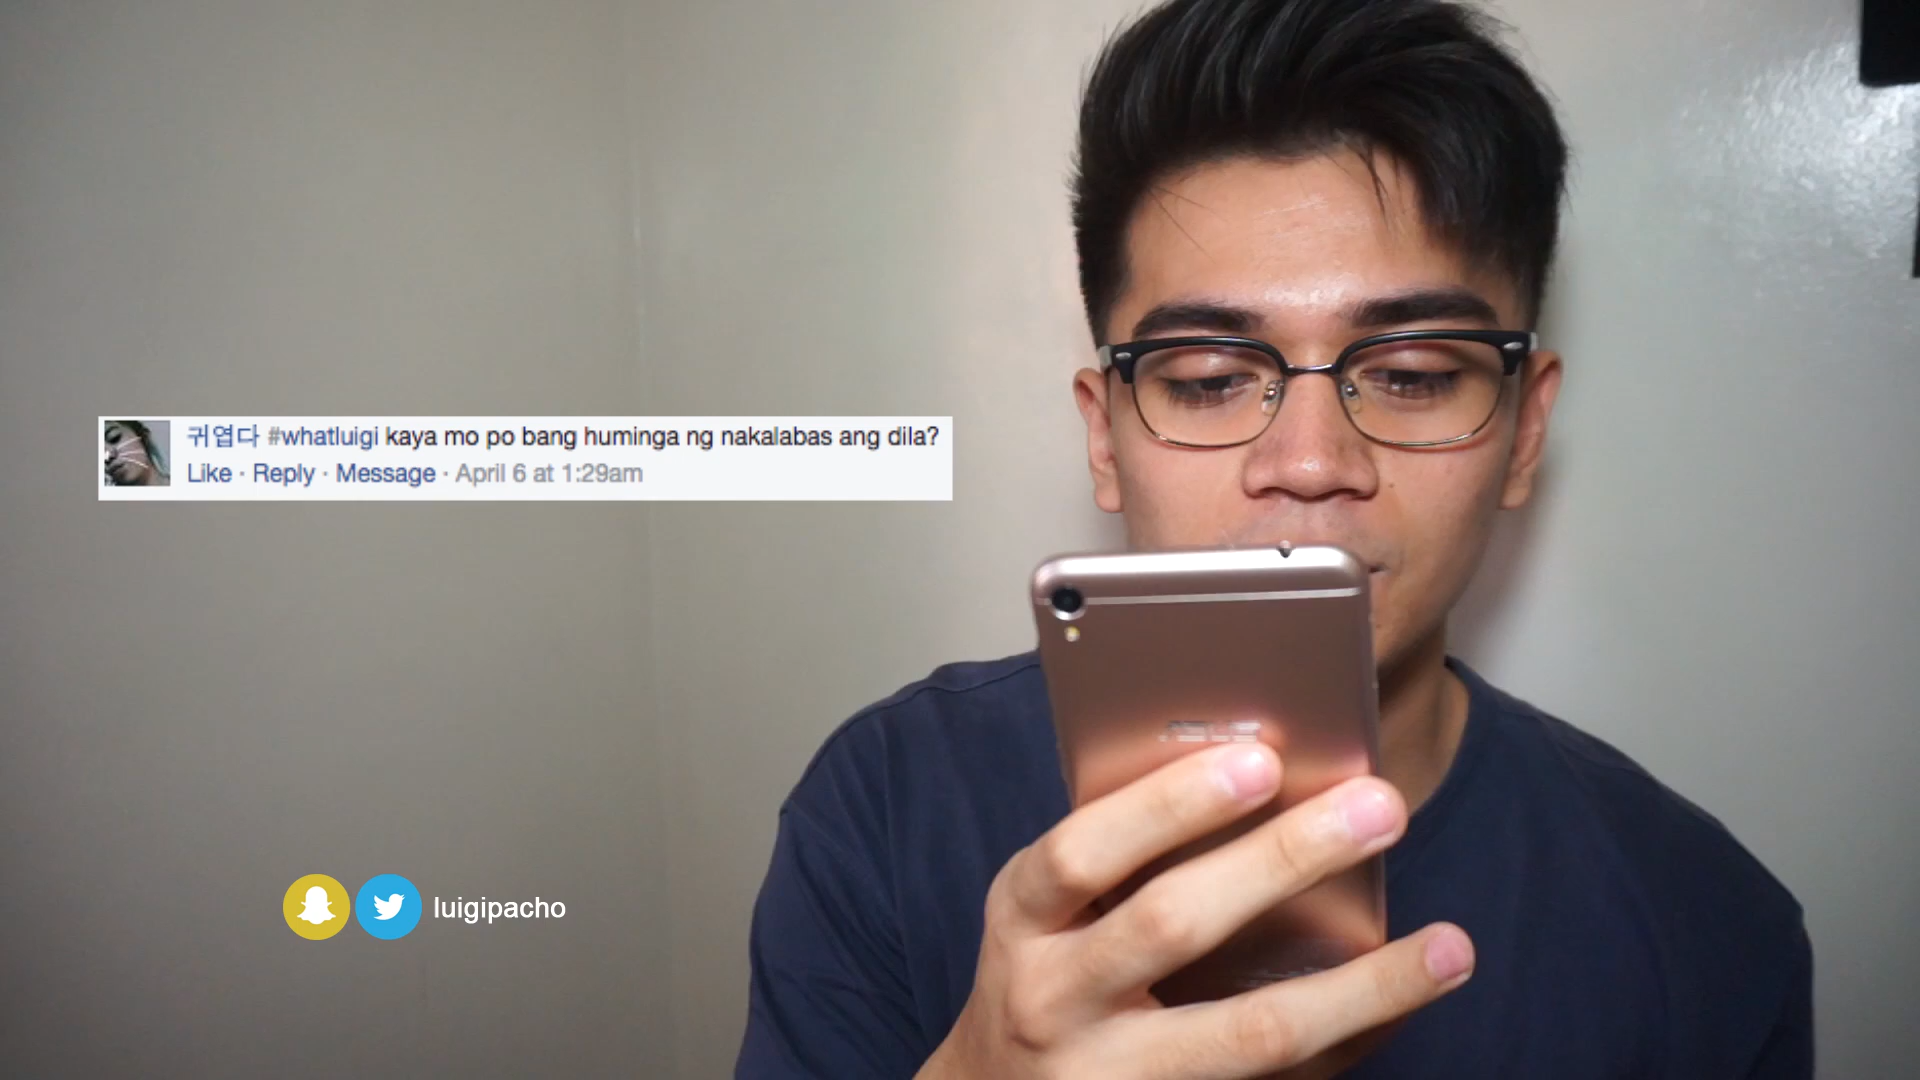 귀엽다 #whatluigi kaya mo po bang huminga ng nakalabas ang dila?
Like · Reply · Message · April 6 at 1:29am
ASUS
luigipacho